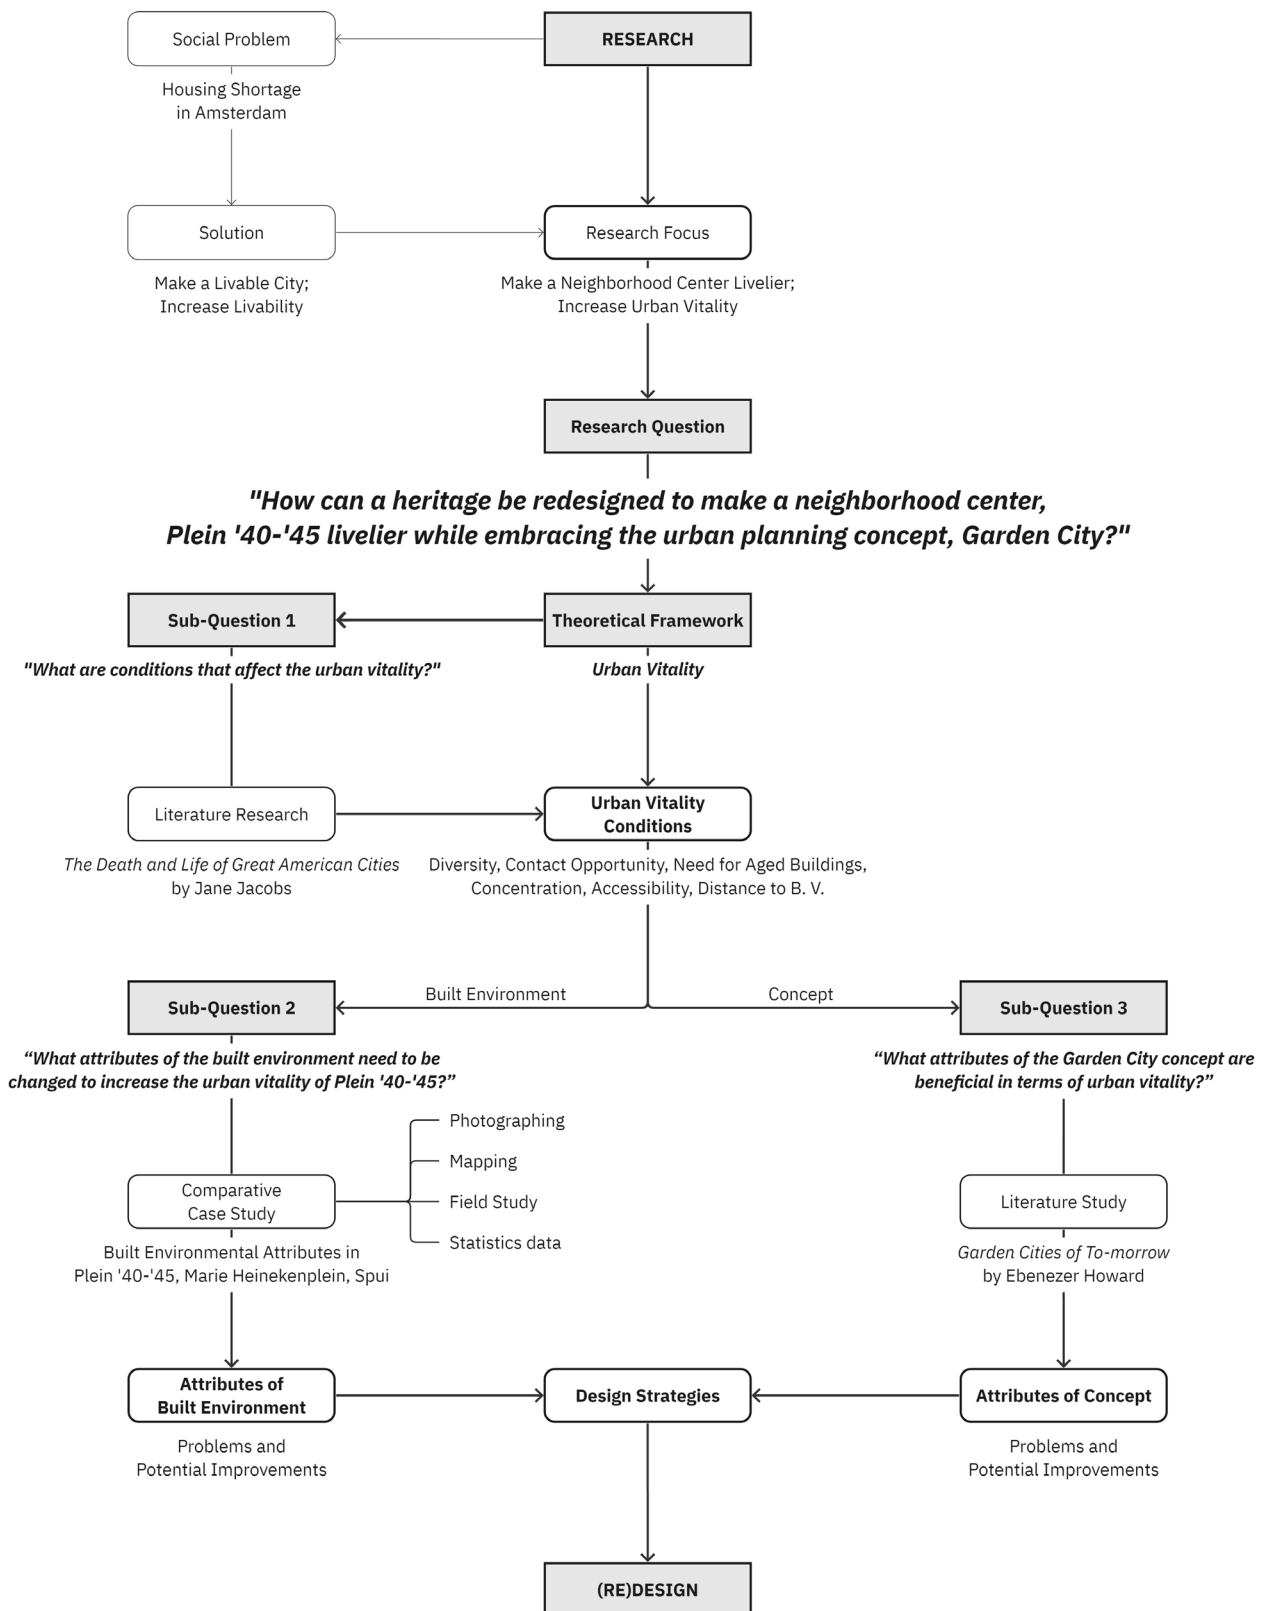 Social Problem
RESEARCH
Housing Shortage
in Amsterdam
Solution
Research Focus
Make a Livable City;
Increase Livability
Make a Neighborhood Center Livelier;
Increase Urban Vitality
Research Question
"How can a heritage be redesigned to make a neighborhood center,
Plein '40-'45 livelier while embracing the urban planning concept, Garden City?"
Sub-Question 1
Theoretical Framework
"What are conditions that affect the urban vitality?"
Urban Vitality
Literature Research
Urban Vitality
Conditions
The Death and Life of Great American Cities
by Jane Jacobs
Diversity, Contact Opportunity, Need for Aged Buildings,
Concentration, Accessibility, Distance to B. V.
Built Environment
Concept
Sub-Question 2
Sub-Question 3
“What attributes of the built environment need to be
changed to increase the urban vitality of Plein '40-'45?”
“What attributes of the Garden City concept are
beneficial in terms of urban vitality?”
Photographing
Mapping
Field Study
Statistics data
Comparative
Case Study
Literature Study
Built Environmental Attributes in
Plein '40-'45, Marie Heinekenplein, Spui
Garden Cities of To-morrow
by Ebenezer Howard
Attributes of
Built Environment
Design Strategies
Attributes of Concept
Problems and
Potential Improvements
Problems and
Potential Improvements
(RE)DESIGN